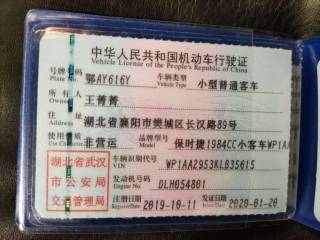 中华人民共和国机动车行驶证
Vehicle License of the People's Republic of China
号牌号码 鄂AY616Y 车辆类型 小型普通客车
Plate No. Vehicle Type
所有人 王菁菁
Owner
住址 湖北省襄阳市樊城区长汉路89号
Address
使用性质 非营运 品牌型号 保时捷1984CC小客车WP1AA
Use Character Model
湖北省武汉市公安局交通管理局
车辆识别代号 WP1AA2953KLB35615
VIN
发动机号码 DLH054801
Engine No.
注册日期 2019-10-11 发证日期 2020-01-20
Register Date Issue Date